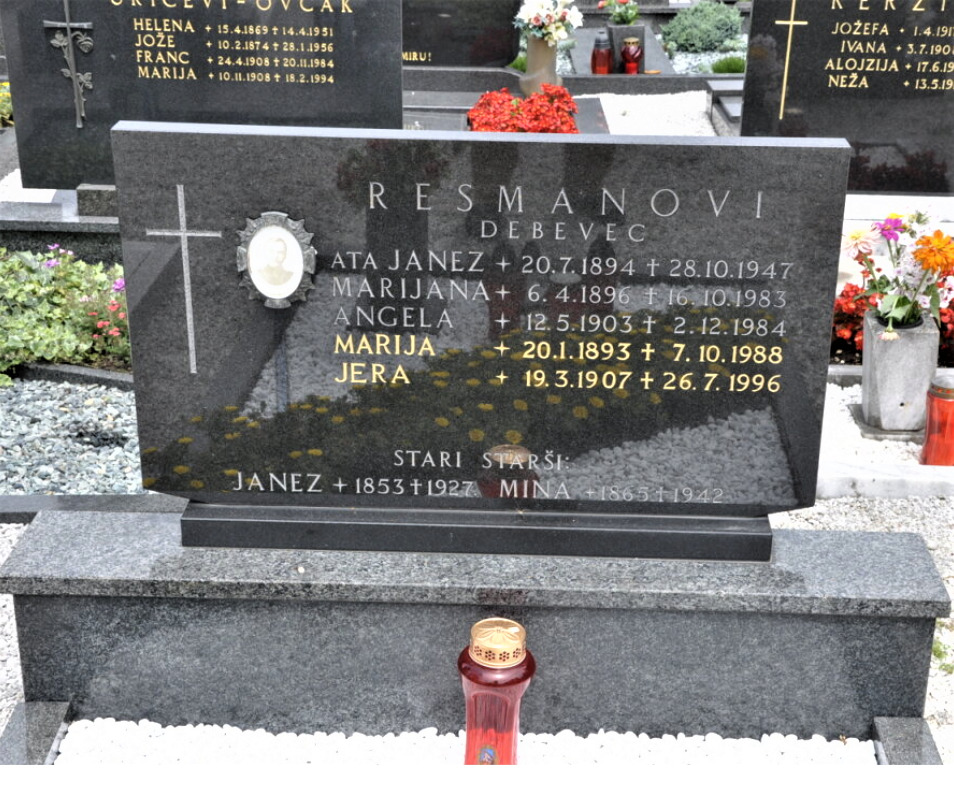 HELENA + 15.4.1869 † 14.4.1951
JOŽE + 10.2.1874 † 28.1.1956
FRANC + 24.4.1908 † 20.11.1984
MARIJA + 10.11.1908 † 18.2.1994
MIRU!
JOŽEFA + 1.4.
IVANA + 3.7.
ALOJZIJA + 17.6.
NEŽA + 13.5.
RESMANOVI
DEBEVEC
ATA JANEZ + 20.7.1894 † 28.10.1947
MARIJANA + 6.4.1896 † 16.10.1983
ANGELA + 12.5.1903 † 2.12.1984
MARIJA + 20.1.1893 † 7.10.1988
JERA + 19.3.1907 † 26.7.1996
STARI STARŠI:
JANEZ + 1853 † 1927 MINA + 1865 † 1942